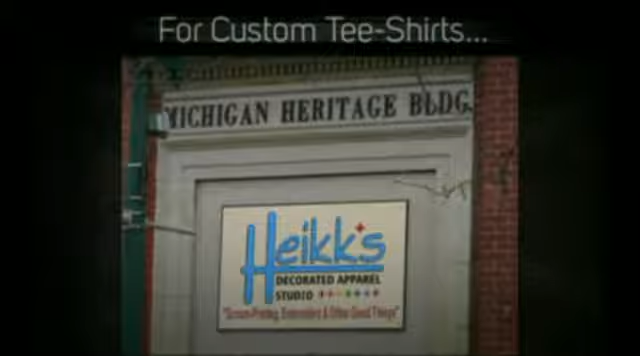 For Custom Tee-Shirts...
MICHIGAN HERITAGE BLDG.
Heikk's
DECORATED APPAREL
STUDIO
"Screen-Printing, Embroidery & Other Good Things"